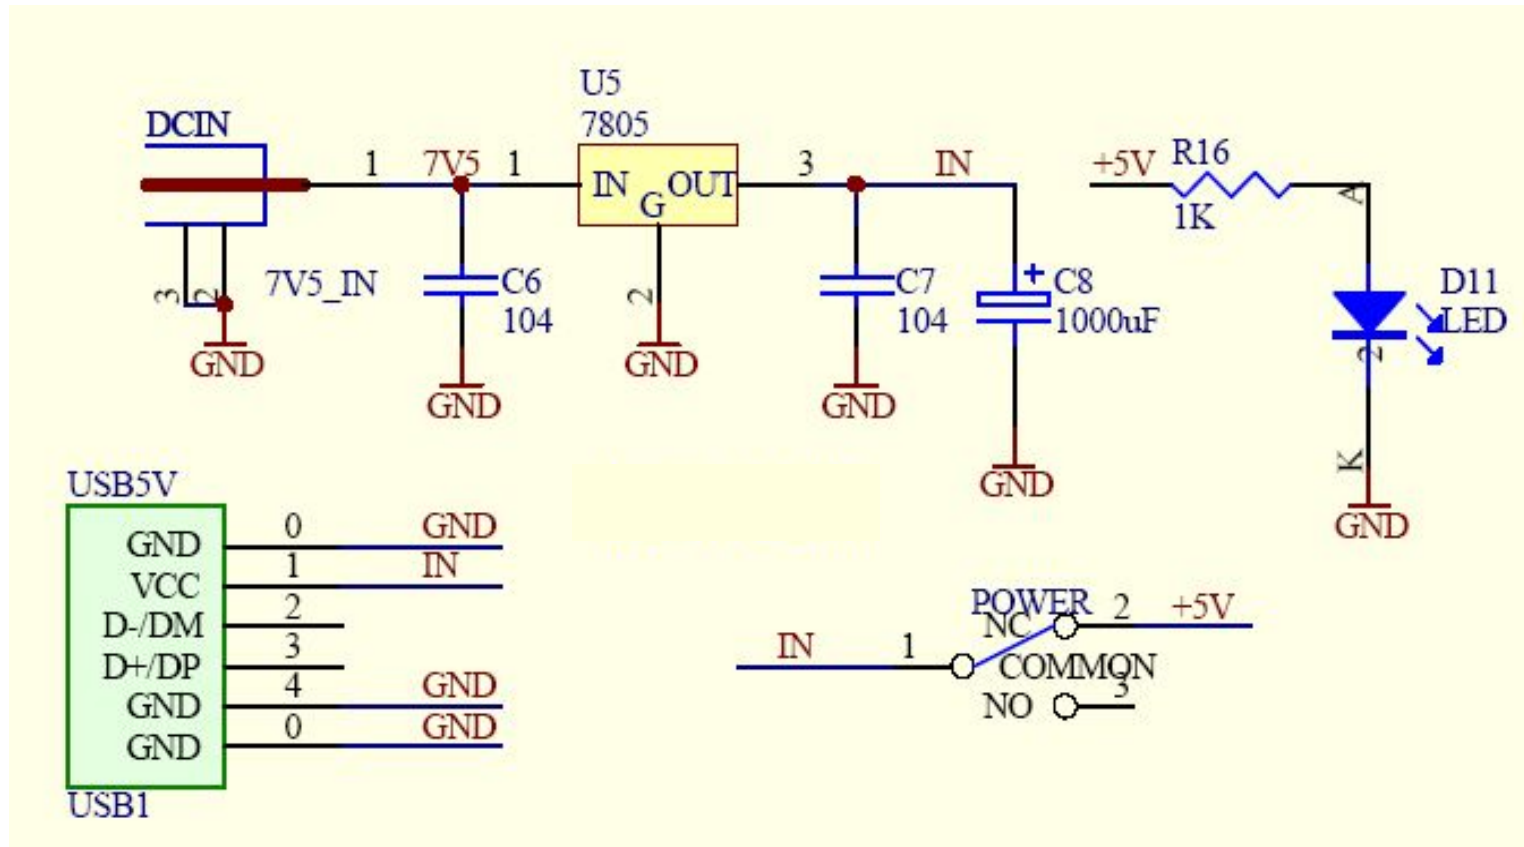 U5
7805
DCIN
1
7V5
1
IN
G
OUT
3
IN
+5V
R16
1K
A
3
2
7V5_IN
C6
104
2
C7
104
+
C8
1000uF
D11
LED
2
K
GND
GND
GND
GND
GND
GND
USB5V
GND 0 GND
VCC 1 IN
D-/DM 2
D+/DP 3
GND 4 GND
GND 0 GND
USB1
POWER
NC 2 +5V
IN 1 COMMON
NO 3